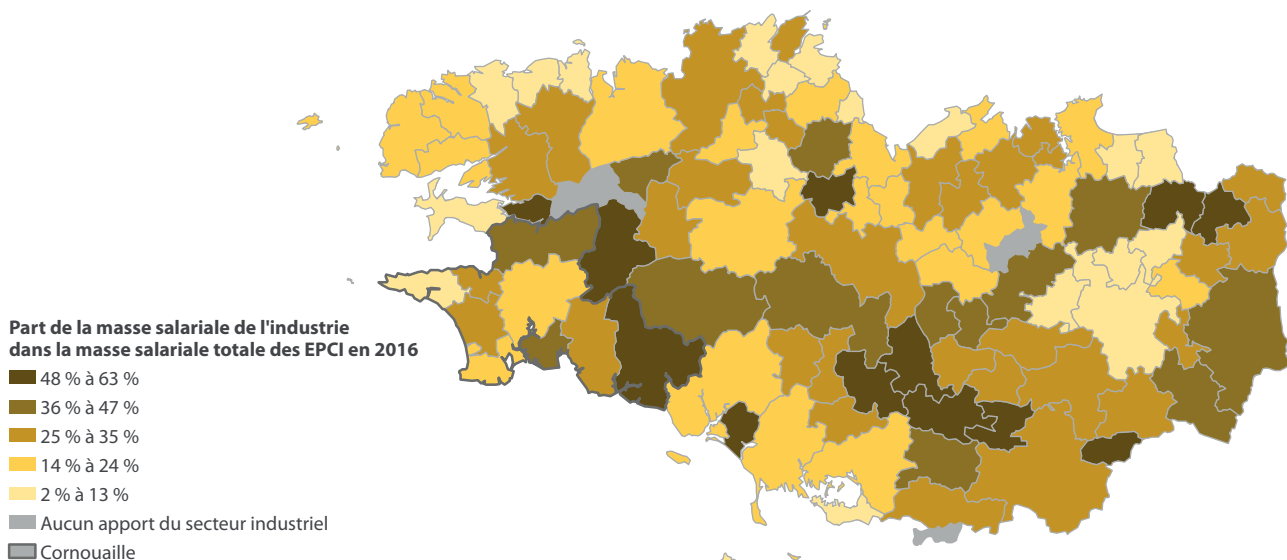 Part de la masse salariale de l'industrie
dans la masse salariale totale des EPCI en 2016
48 % à 63 %
36 % à 47 %
25 % à 35 %
14 % à 24 %
2 % à 13 %
Aucun apport du secteur industriel
Cornouaille